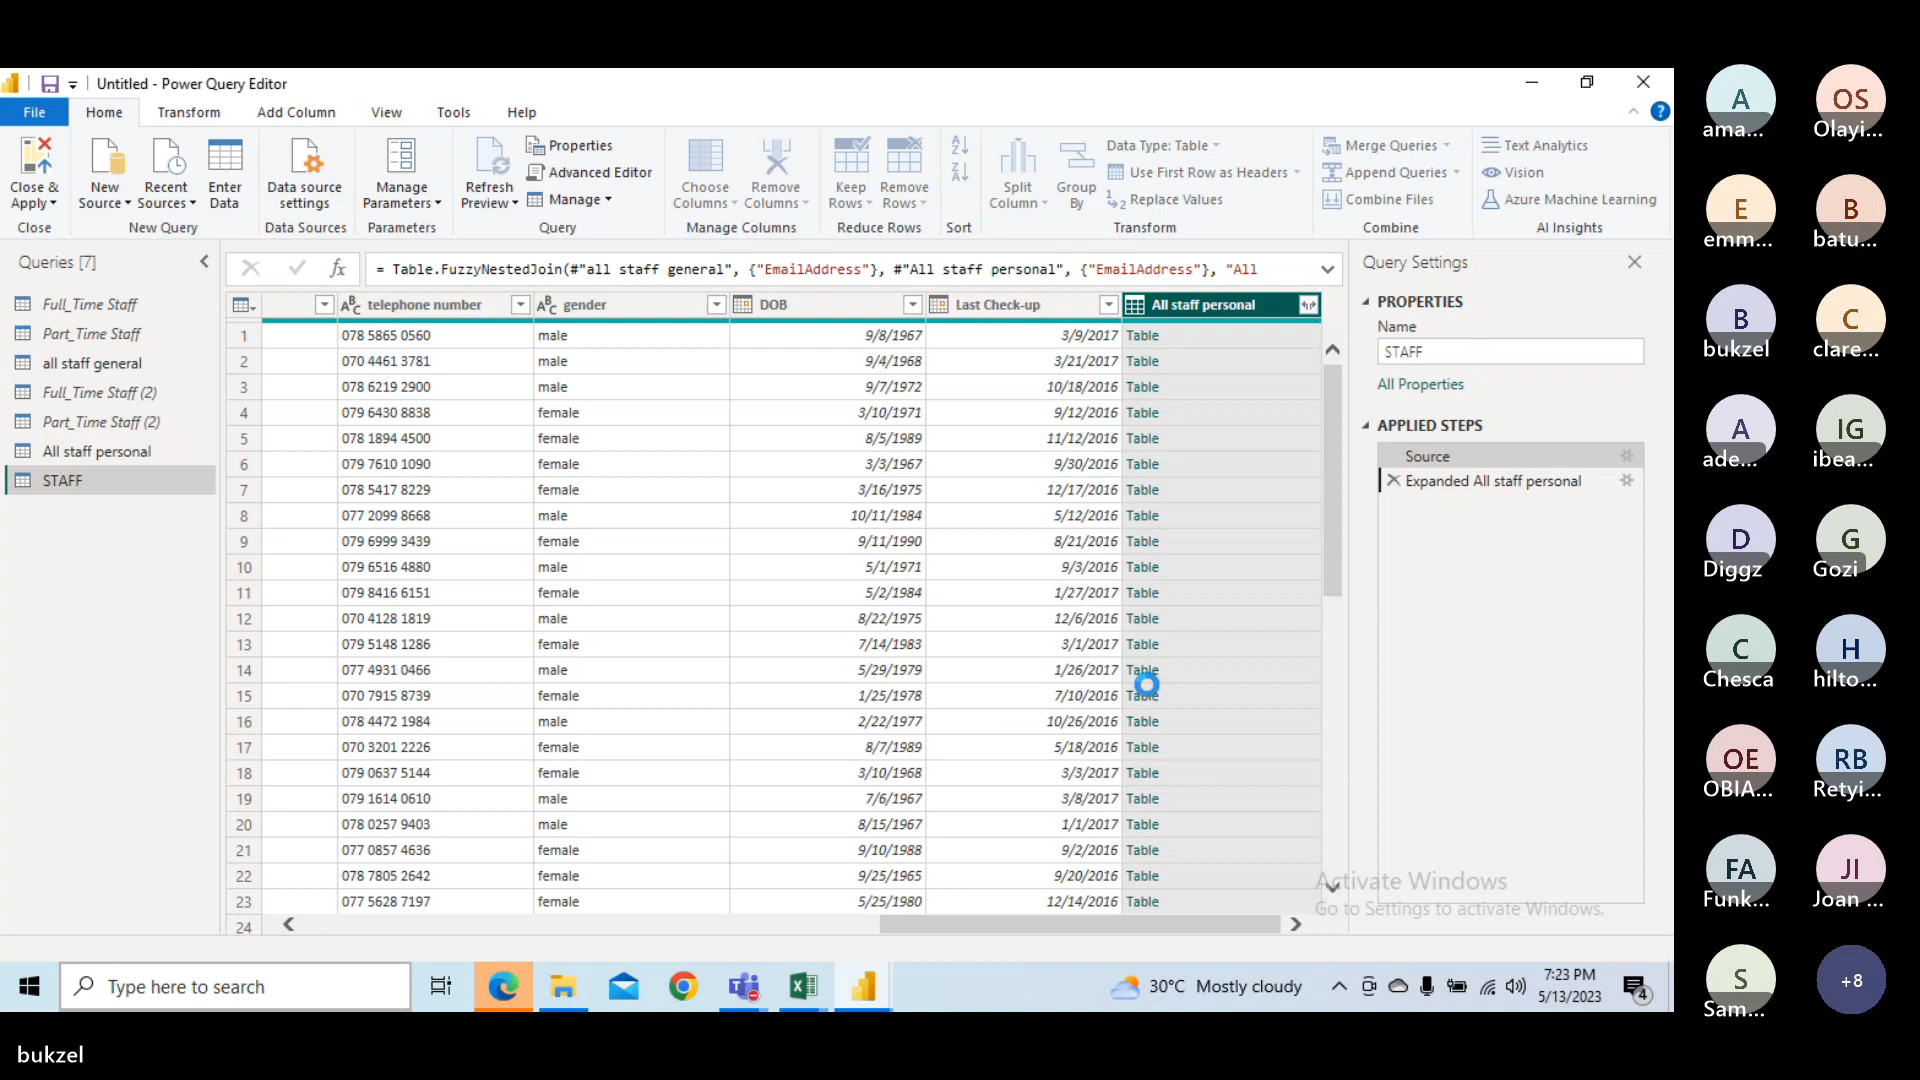 Untitled - Power Query Editor
File Home Transform Add Column View Tools Help
Close & Apply
New Source
Recent Sources
Enter Data
Data source settings
Manage Parameters
Refresh Preview
Properties
Advanced Editor
Manage
Choose Columns
Remove Columns
Keep Rows
Remove Rows
Split Column
Group By
Data Type: Table
Use First Row as Headers
Replace Values
Merge Queries
Append Queries
Combine Files
Text Analytics
Vision
Azure Machine Learning
Close New Query Data Sources Parameters Query Manage Columns Reduce Rows Sort Transform Combine AI Insights
Queries [7]
Full_Time Staff
Part_Time Staff
all staff general
Full_Time Staff (2)
Part_Time Staff (2)
All staff personal
STAFF
fx = Table.FuzzyNestedJoin(#"all staff general", {"EmailAddress"}, #"All staff personal", {"EmailAddress"}, "All
telephone number gender DOB Last Check-up All staff personal
1 078 5865 0560 male 9/8/1967 3/9/2017 Table
2 070 4461 3781 male 9/4/1968 3/21/2017 Table
3 078 6219 2900 male 9/7/1972 10/18/2016 Table
4 079 6430 8838 female 3/10/1971 9/12/2016 Table
5 078 1894 4500 female 8/5/1989 11/12/2016 Table
6 079 7610 1090 female 3/3/1967 9/30/2016 Table
7 078 5417 8229 female 3/16/1975 12/17/2016 Table
8 077 2099 8668 male 10/11/1984 5/12/2016 Table
9 079 6999 3439 female 9/11/1990 8/21/2016 Table
10 079 6516 4880 male 5/1/1971 9/3/2016 Table
11 079 8416 6151 female 5/2/1984 1/27/2017 Table
12 070 4128 1819 male 8/22/1975 12/6/2016 Table
13 079 5148 1286 female 7/14/1983 3/1/2017 Table
14 077 4931 0466 male 5/29/1979 1/26/2017 Table
15 070 7915 8739 female 1/25/1978 7/10/2016 Table
16 078 4472 1984 male 2/22/1977 10/26/2016 Table
17 070 3201 2226 female 8/7/1989 5/18/2016 Table
18 079 0637 5144 female 3/10/1968 3/3/2017 Table
19 079 1614 0610 male 7/6/1967 3/8/2017 Table
20 078 0257 9403 male 8/15/1967 1/1/2017 Table
21 077 0857 4636 female 9/10/1988 9/2/2016 Table
22 078 7805 2642 female 9/25/1965 9/20/2016 Table
23 077 5628 7197 female 5/25/1980 12/14/2016 Table
24
Query Settings
PROPERTIES
Name
STAFF
All Properties
APPLIED STEPS
Source
Expanded All staff personal
Activate Windows
Go to Settings to activate Windows.
Type here to search
30°C Mostly cloudy
7:23 PM
5/13/2023
4
A OS
ama... Olayi...
E B
emm... batu...
B C
bukzel clare...
A IG
ade... ibea...
D G
Diggz Gozi
C H
Chesca hilto...
OE RB
OBIA... Retyi...
FA JI
Funk... Joan ...
S +8
Sam...
bukzel